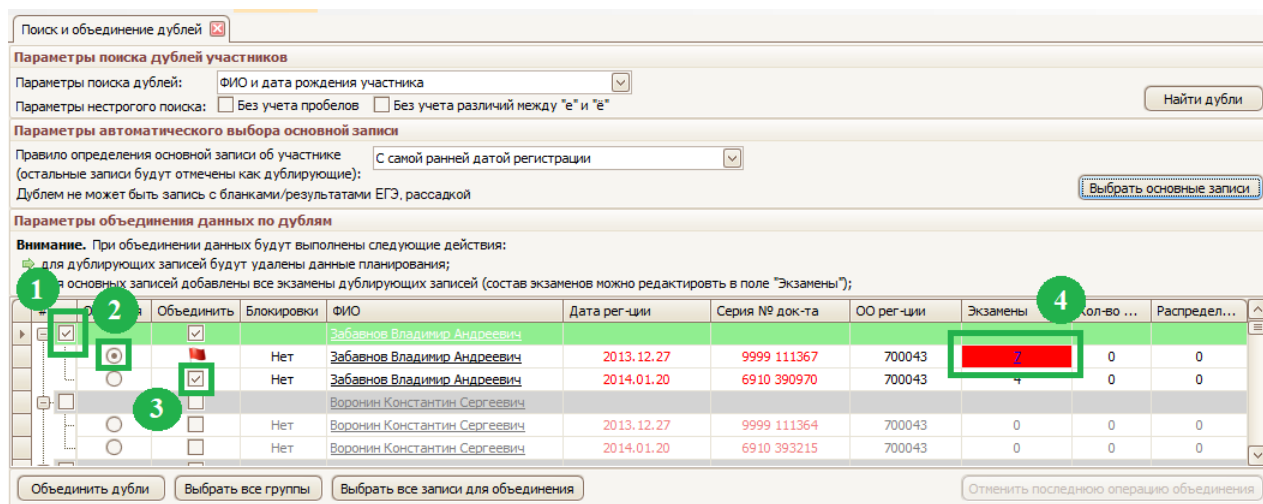 Поиск и объединение дублей
Параметры поиска дублей участников
Параметры поиска дублей: ФИО и дата рождения участника
Параметры нестрогого поиска: Без учета пробелов Без учета различий между "е" и "ё" Найти дубли
Параметры автоматического выбора основной записи
Правило определения основной записи об участнике С самой ранней датой регистрации
(остальные записи будут отмечены как дублирующие):
Дублем не может быть запись с бланками/результатами ЕГЭ, рассадкой Выбрать основные записи
Параметры объединения данных по дублям
Внимание. При объединении данных будут выполнены следующие действия:
для дублирующих записей будут удалены данные планирования;
основных записей добавлены все экзамены дублирующих записей (состав экзаменов можно редактировть в поле "Экзамены");
1 2 4
# Объединить Блокировки ФИО Дата рег-ции Серия № док-та ОО рег-ции Экзамены Кол-во ... Распредел...
Забавнов Владимир Андреевич
Нет Забавнов Владимир Андреевич 2013.12.27 9999 111367 700043 7 0 0
Нет Забавнов Владимир Андреевич 2014.01.20 6910 390970 700043 4 0 0
3
Воронин Константин Сергеевич
Нет Воронин Константин Сергеевич 2013.12.27 9999 111364 700043 0 0 0
Нет Воронин Константин Сергеевич 2014.01.20 6910 393215 700043 0 0 0
Объединить дубли Выбрать все группы Выбрать все записи для объединения Отменить последнюю операцию объединения